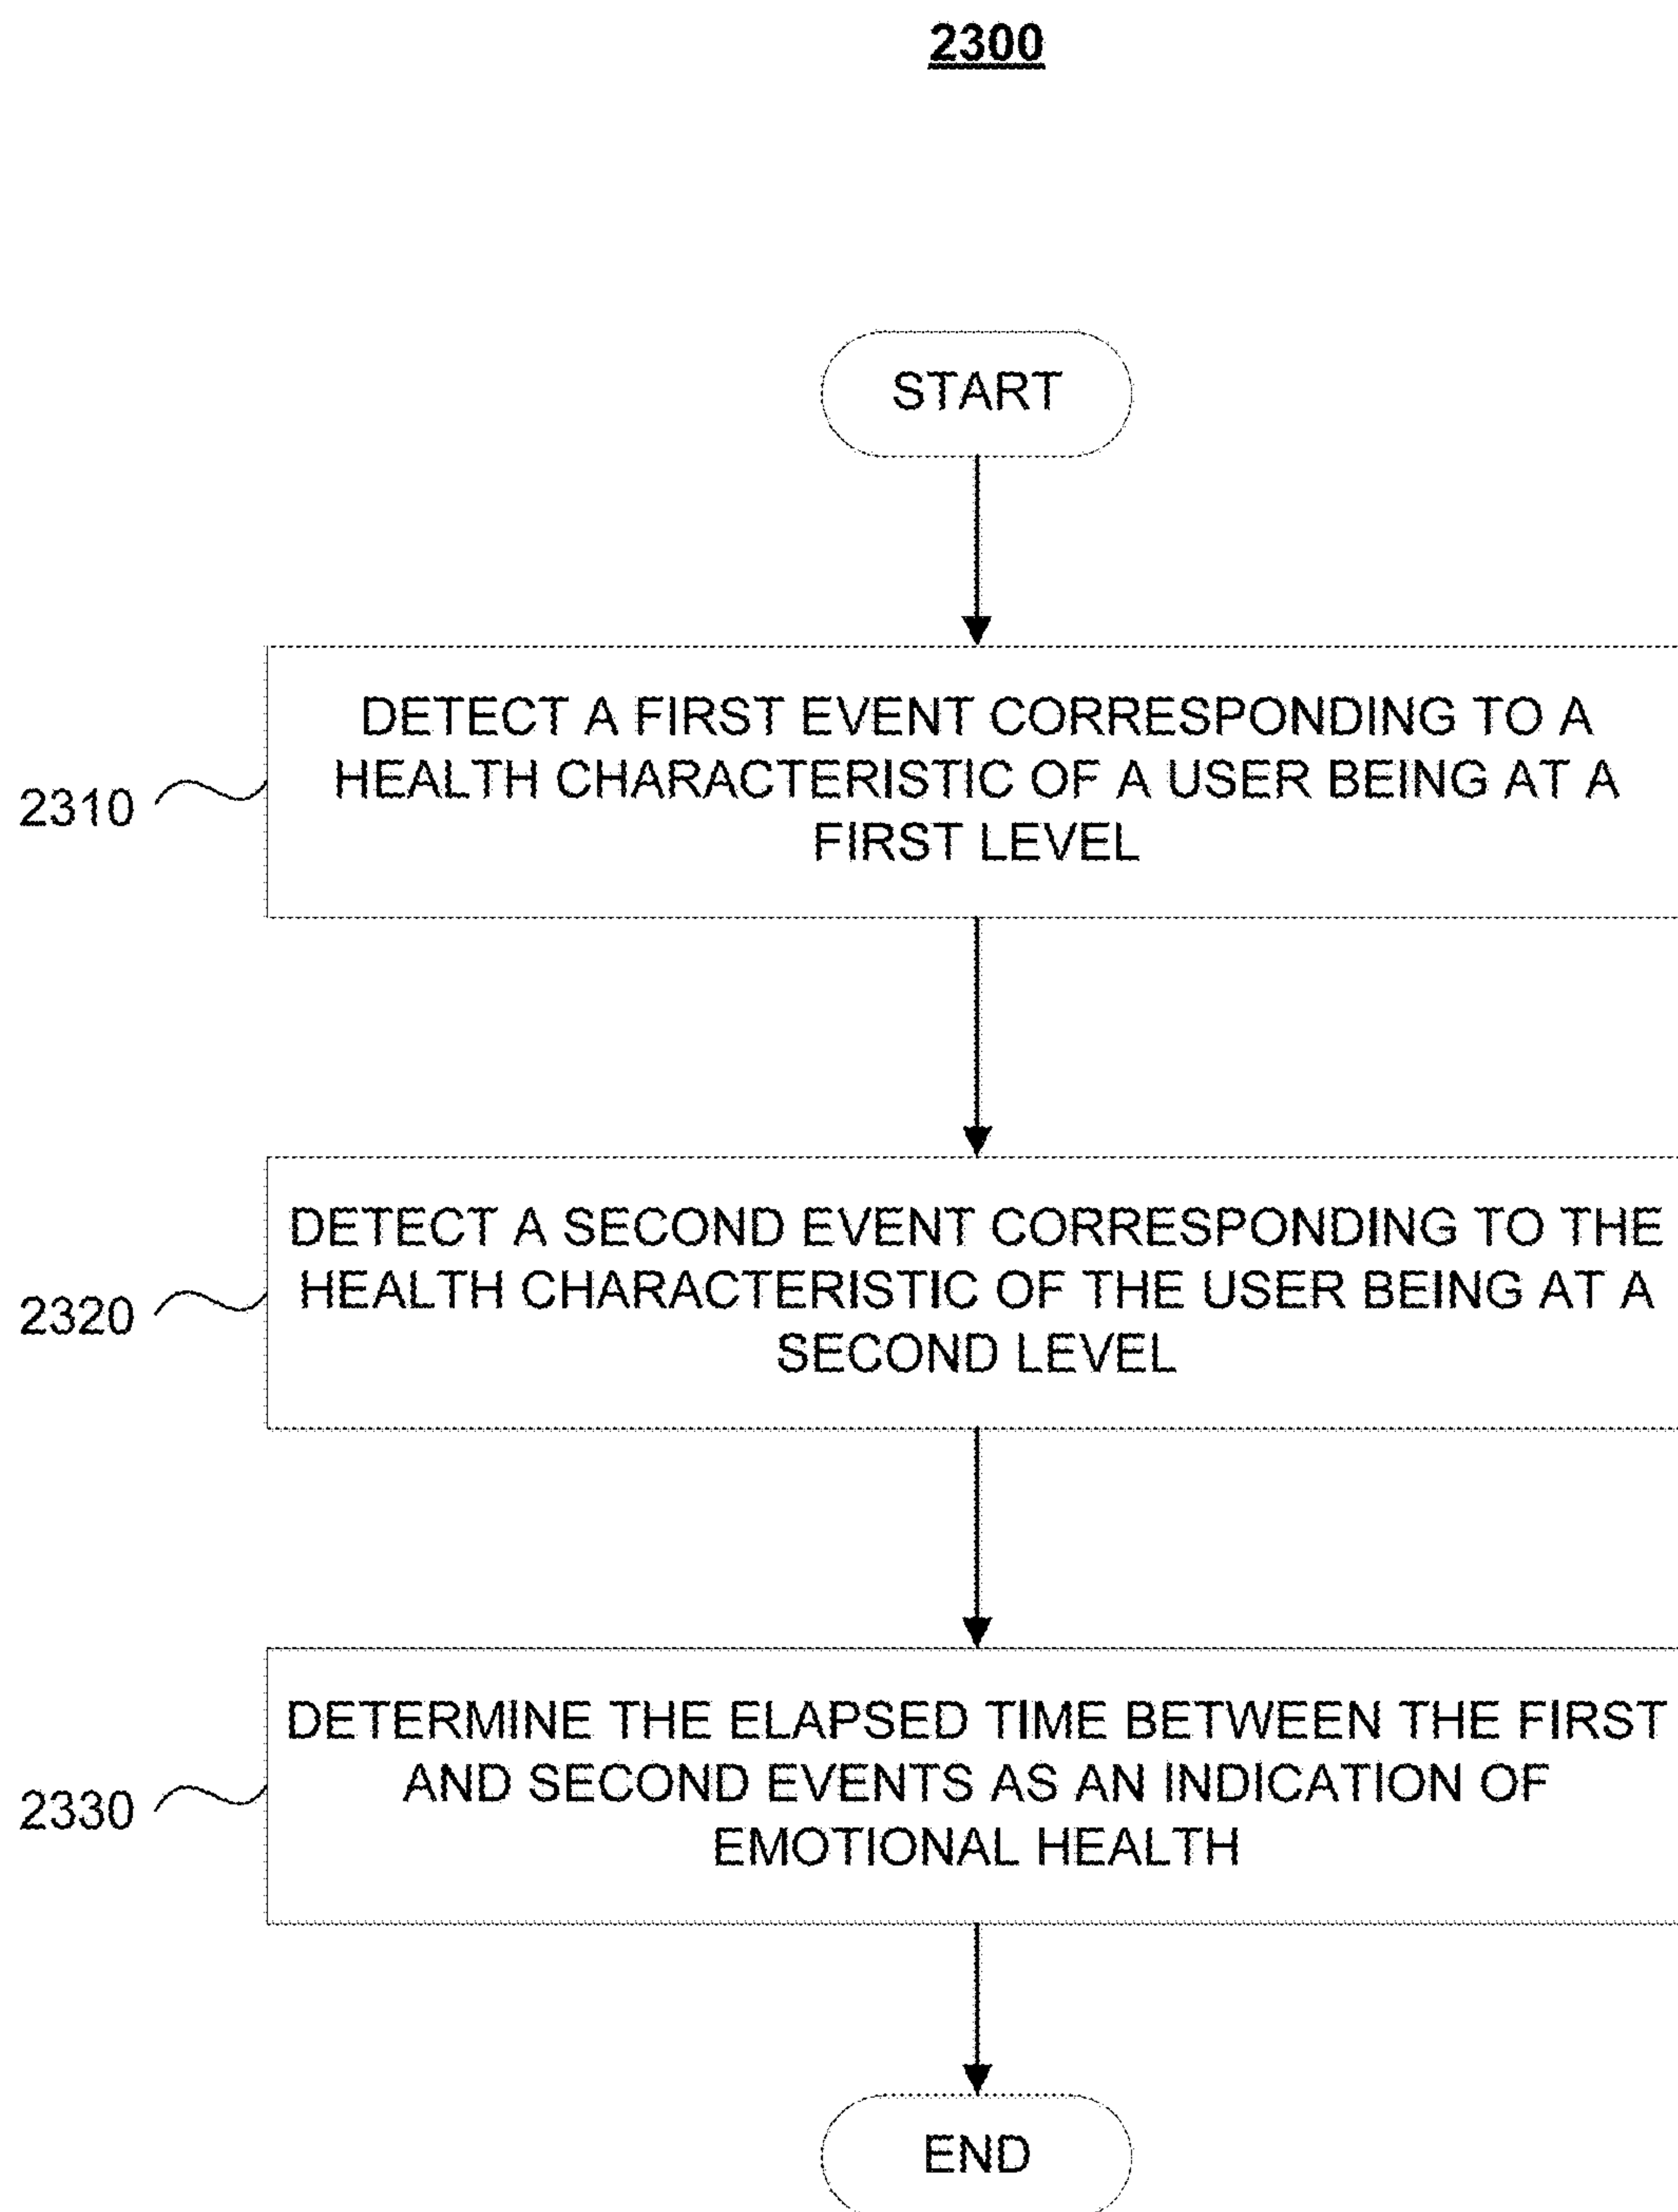 2300
START
DETECT A FIRST EVENT CORRESPONDING TO A
HEALTH CHARACTERISTIC OF A USER BEING AT A
FIRST LEVEL
2310
DETECT A SECOND EVENT CORRESPONDING TO THE
HEALTH CHARACTERISTIC OF THE USER BEING AT A
SECOND LEVEL
2320
DETERMINE THE ELAPSED TIME BETWEEN THE FIRST
AND SECOND EVENTS AS AN INDICATION OF
EMOTIONAL HEALTH
2330
END